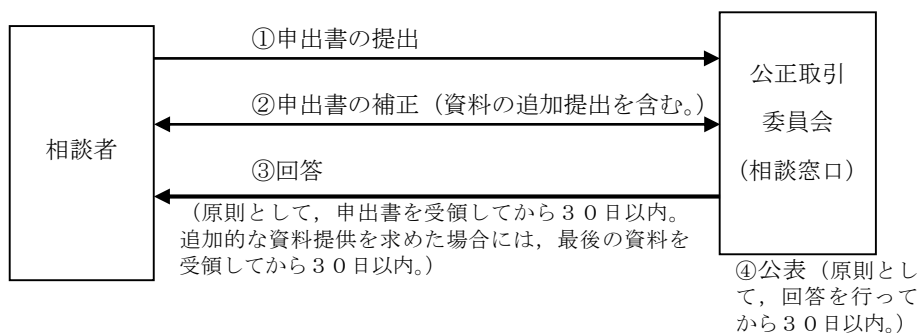 ①申出書の提出
②申出書の補正（資料の追加提出を含む。）
相談者
③回答
（原則として，申出書を受領してから３０日以内。
追加的な資料提供を求めた場合には，最後の資料を
受領してから３０日以内。）
公正取引
委員会
（相談窓口）
④公表（原則とし
て，回答を行って
から３０日以内。）